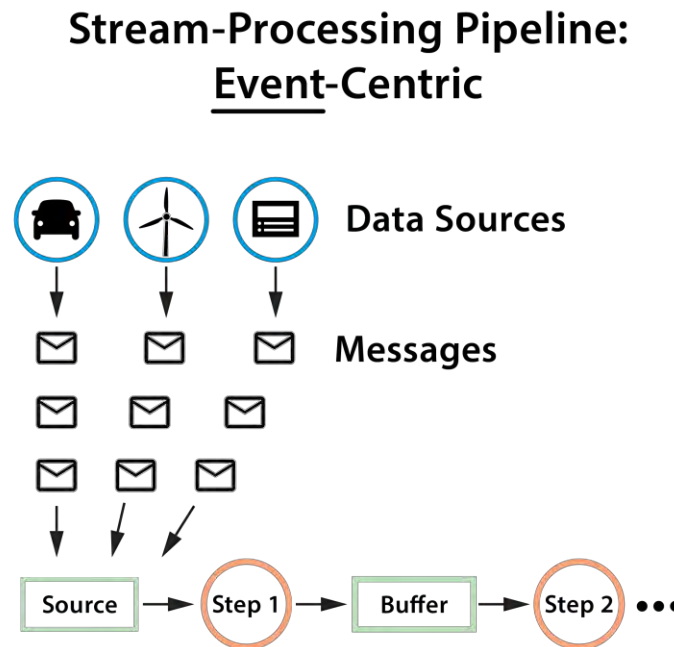 Stream-Processing Pipeline:
Event-Centric
Data Sources
Messages
Source
Step 1
Buffer
Step 2